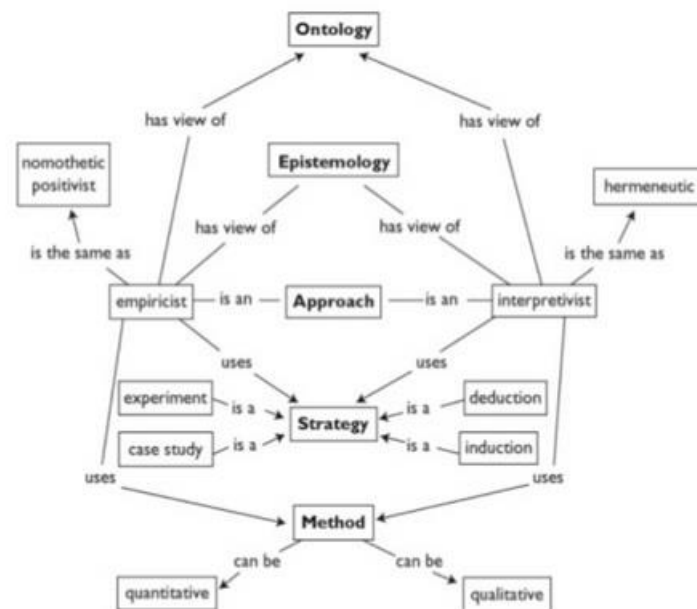 Ontology
has view of
has view of
nomothetic
positivist
Epistemology
hermeneutic
has view of
has view of
is the same as
is the same as
empiricist
is an
Approach
is an
interpretivist
uses
uses
experiment
is a
is a
deduction
Strategy
case study
is a
is a
induction
uses
uses
Method
can be
can be
quantitative
qualitative